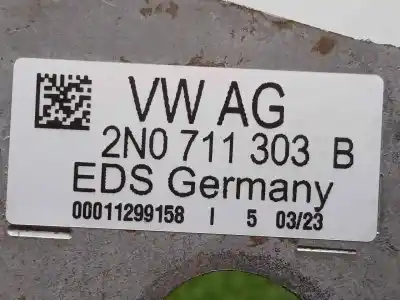 VW AG
2N0 711 303 B
EDS Germany
00011299158 I 5 03/23